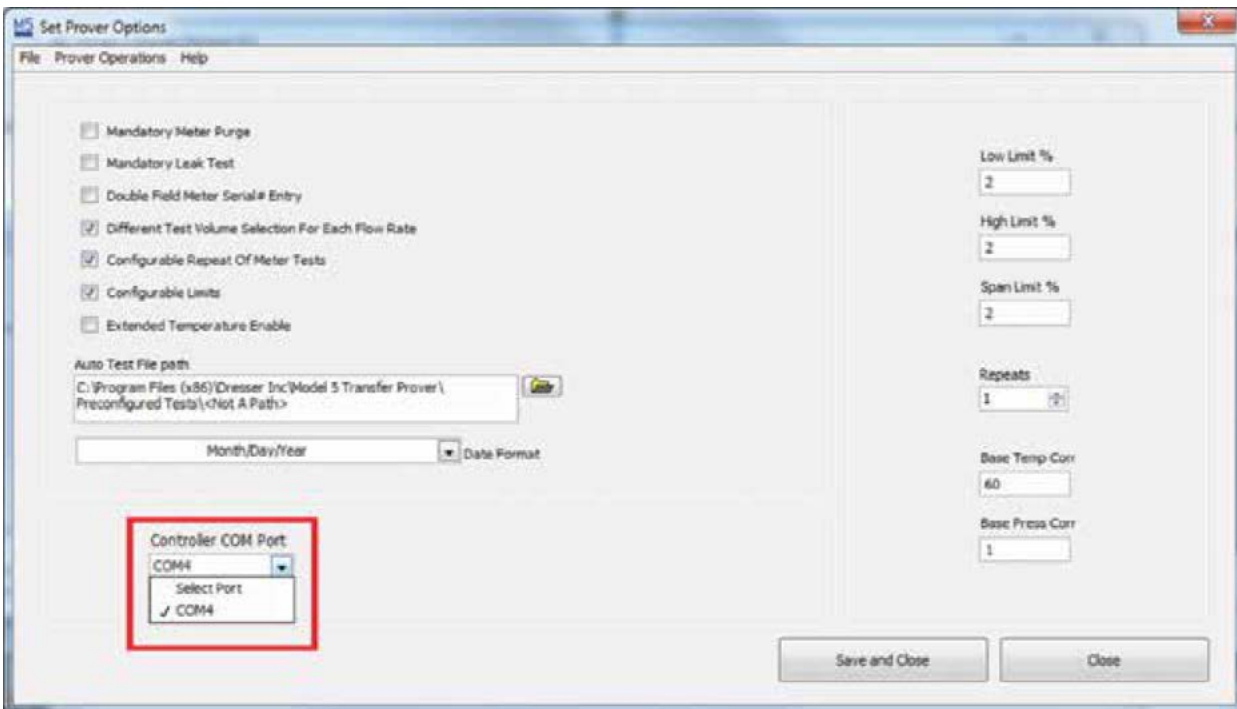 M5 Set Prover Options
File Prover Operations Help
Mandatory Meter Purge
Mandatory Leak Test
Double Field Meter Serial# Entry
Different Test Volume Selection For Each Flow Rate
Configurable Repeat Of Meter Tests
Configurable Limits
Extended Temperature Enable
Auto Test File path
C:\Program Files (x86)\Dresser Inc\Model 5 Transfer Prover\
Preconfigured Tests\<Not A Path>
Month/Day/Year Date Format
Controller COM Port
COM4
Select Port
✓ COM4
Low Limit %
2
High Limit %
2
Span Limit %
2
Repeats
1
Base Temp Corr
60
Base Press Corr
1
Save and Close Close